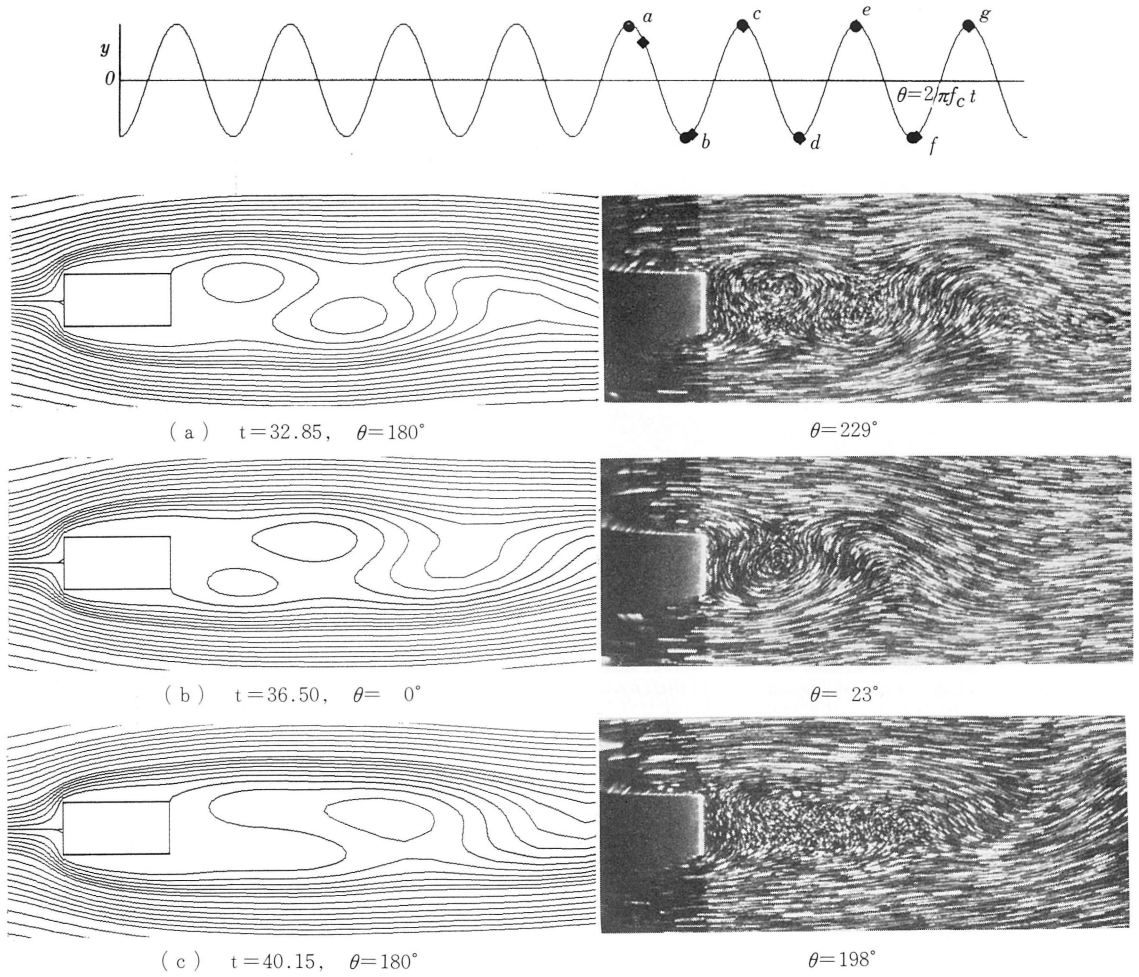 a c e g
y
0
θ=2πf_c t
b d f
(a) t=32.85, θ=180°
θ=229°
(b) t=36.50, θ= 0°
θ= 23°
(c) t=40.15, θ=180°
θ=198°